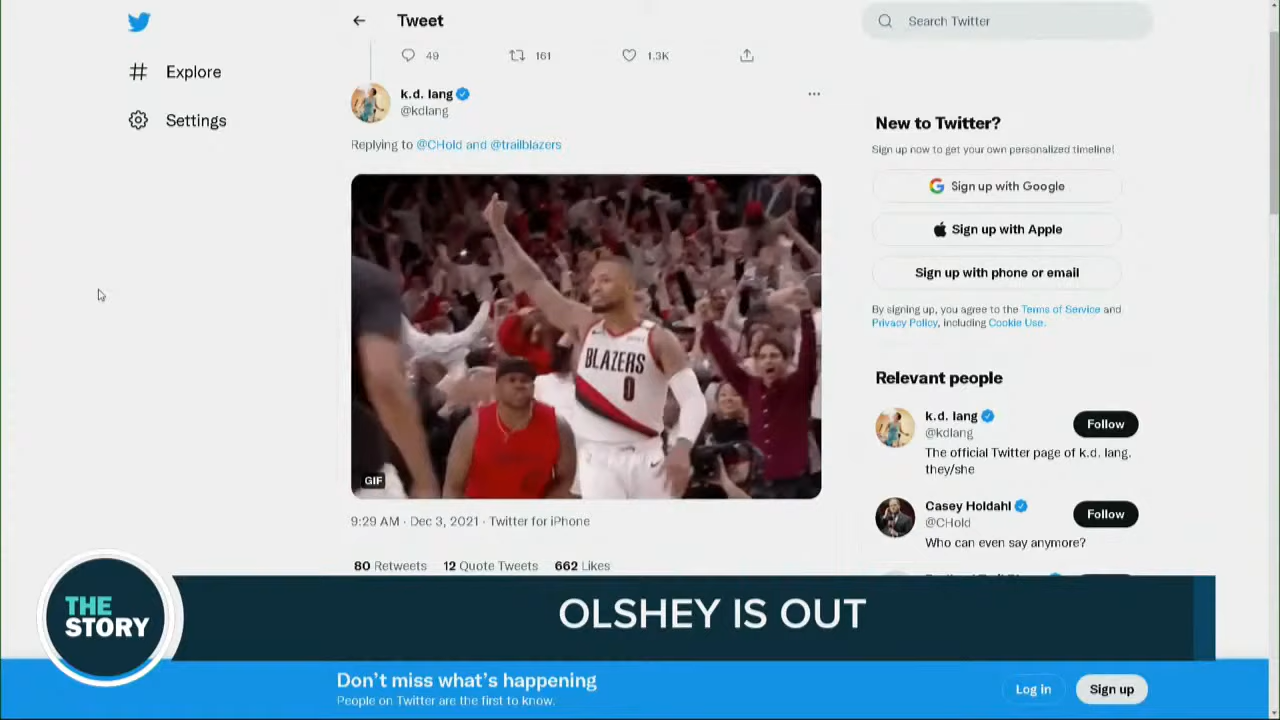 Tweet
Search Twitter
Explore
Settings
49
161
1.3K
k.d. lang
@kdlang
Replying to @CHold and @trailblazers
BLAZERS
0
GIF
9:29 AM · Dec 3, 2021 · Twitter for iPhone
80 Retweets 12 Quote Tweets 662 Likes
New to Twitter?
Sign up now to get your own personalized timeline!
Sign up with Google
Sign up with Apple
Sign up with phone or email
By signing up, you agree to the Terms of Service and
Privacy Policy, including Cookie Use.
Relevant people
k.d. lang
@kdlang
Follow
The official Twitter page of k.d. lang.
they/she
Casey Holdahl
@CHold
Follow
Who can even say anymore?
THE
STORY
OLSHEY IS OUT
Don't miss what's happening
People on Twitter are the first to know.
Log in
Sign up